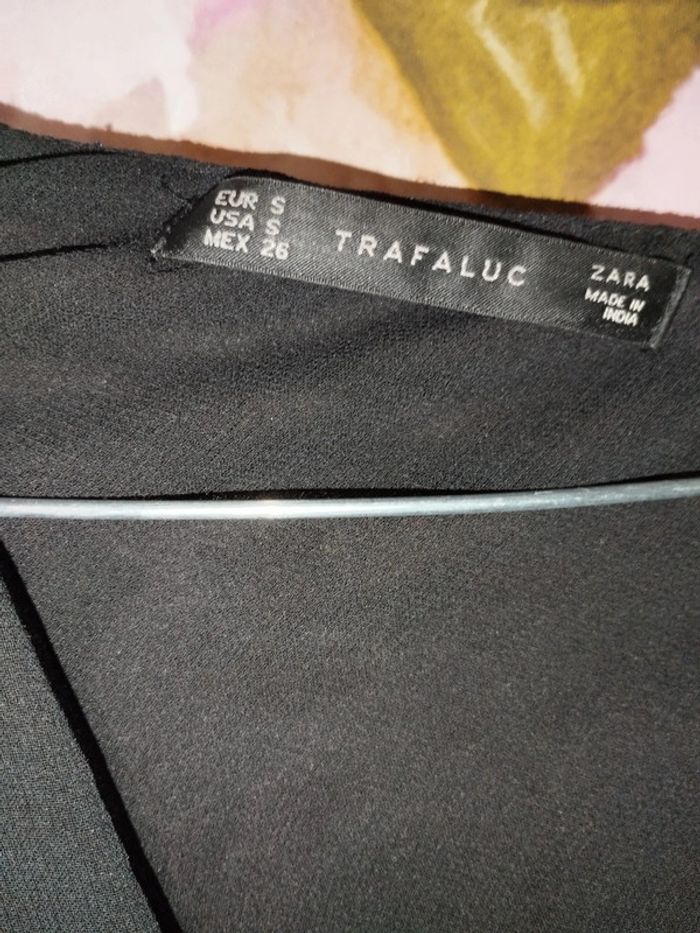 EUR S
USA S
MEX 26
TRAFALUC
ZARA
MADE IN
INDIA